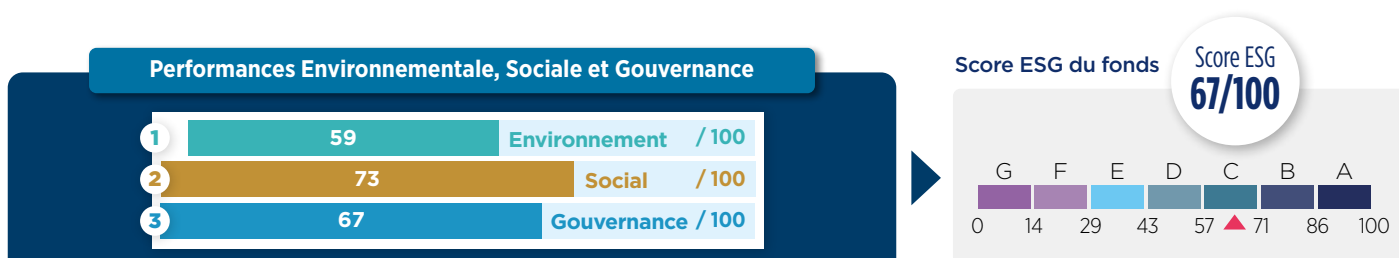 Performances Environnementale, Sociale et Gouvernance
1 59 Environnement / 100
2 73 Social / 100
3 67 Gouvernance / 100
Score ESG du fonds
Score ESG
67/100
G F E D C B A
0 14 29 43 57 71 86 100